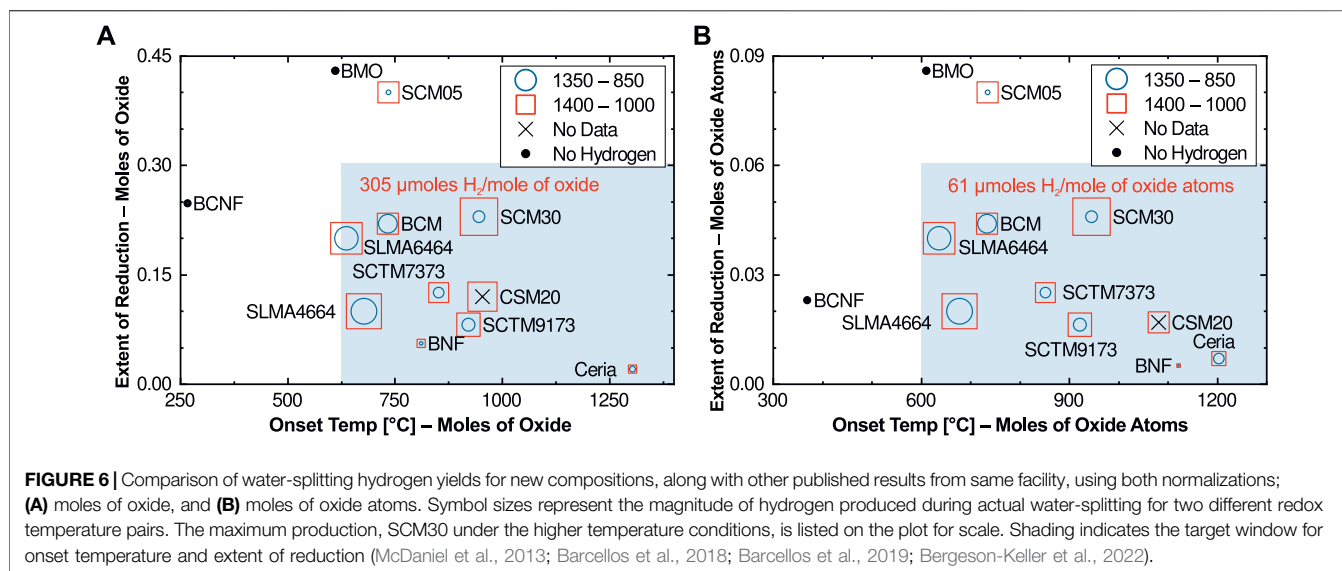 A
B
0.45
0.30
0.15
0.00
Extent of Reduction – Moles of Oxide
250
500
750
1000
1250
Onset Temp [°C] – Moles of Oxide
BMO
SCM05
BCNF
1350 – 850
1400 – 1000
No Data
No Hydrogen
305 μmoles H₂/mole of oxide
BCM
SCM30
SLMA6464
SCTM7373
CSM20
SLMA4664
SCTM9173
BNF
Ceria
0.09
0.06
0.03
0.00
Extent of Reduction – Moles of Oxide Atoms
300
600
900
1200
Onset Temp [°C] – Moles of Oxide Atoms
BMO
SCM05
1350 – 850
1400 – 1000
No Data
No Hydrogen
61 μmoles H₂/mole of oxide atoms
BCM
SCM30
SLMA6464
BCNF
SCTM7373
SLMA4664
CSM20
SCTM9173
Ceria
BNF
FIGURE 6 | Comparison of water-splitting hydrogen yields for new compositions, along with other published results from same facility, using both normalizations;
(A) moles of oxide, and (B) moles of oxide atoms. Symbol sizes represent the magnitude of hydrogen produced during actual water-splitting for two different redox
temperature pairs. The maximum production, SCM30 under the higher temperature conditions, is listed on the plot for scale. Shading indicates the target window for
onset temperature and extent of reduction (McDaniel et al., 2013; Barcellos et al., 2018; Barcellos et al., 2019; Bergeson-Keller et al., 2022).